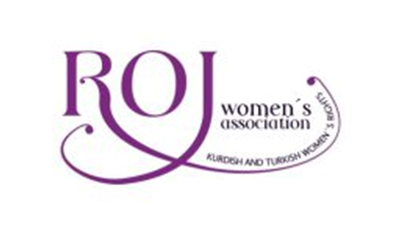 ROJ
women´s
association
KURDISH AND TURKISH WOMEN´S RIGHTS